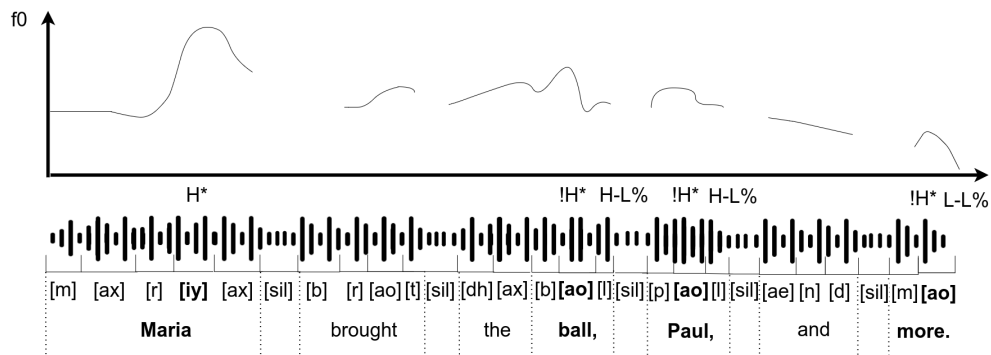 f0
H* !H* H-L% !H* H-L% !H* L-L%
[m] [ax] [r] [iy] [ax] [sil] [b] [r] [ao] [t] [sil] [dh] [ax] [b] [ao] [l] [sil] [p] [ao] [l] [sil] [ae] [n] [d] [sil] [m] [ao]
Maria brought the ball, Paul, and more.